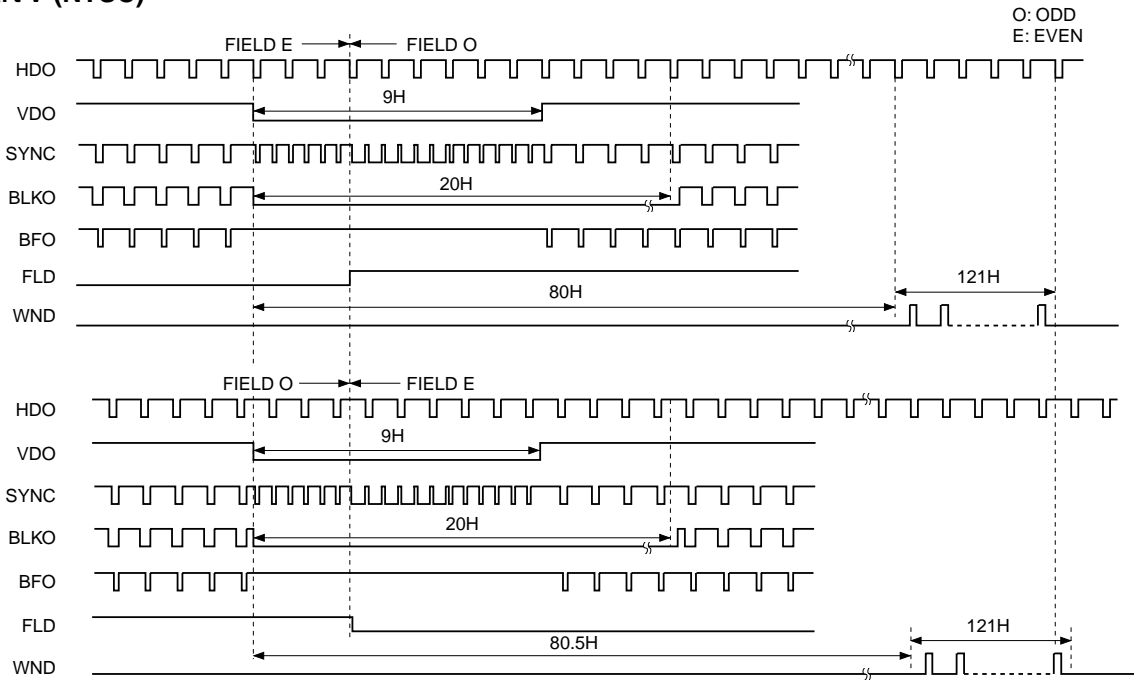 O: ODD
E: EVEN
FIELD E FIELD O
HDO
9H
VDO
SYNC
20H
BLKO
BFO
FLD
121H
80H
WND
FIELD O FIELD E
HDO
9H
VDO
SYNC
20H
BLKO
BFO
FLD
121H
80.5H
WND